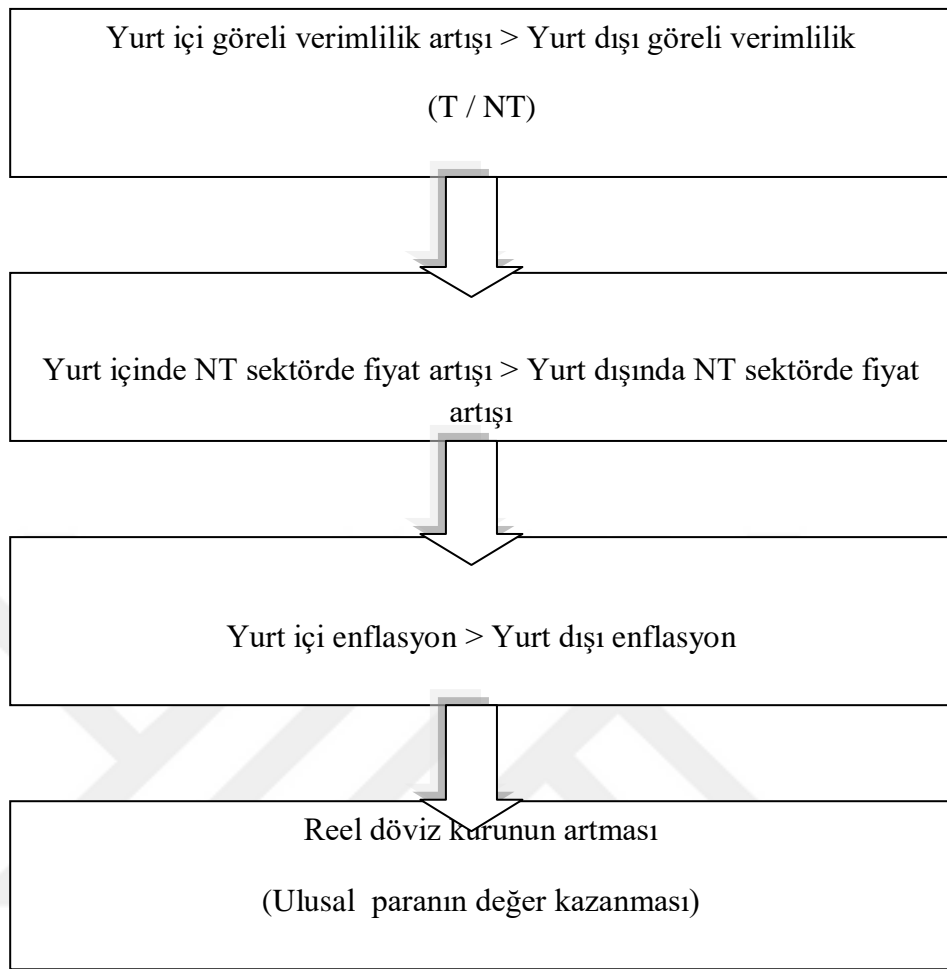 Yurt içi göreli verimlilik artışı > Yurt dışı göreli verimlilik
(T / NT)
Yurt içinde NT sektörde fiyat artışı > Yurt dışında NT sektörde fiyat
artışı
Yurt içi enflasyon > Yurt dışı enflasyon
Reel döviz kurunun artması
(Ulusal paranın değer kazanması)